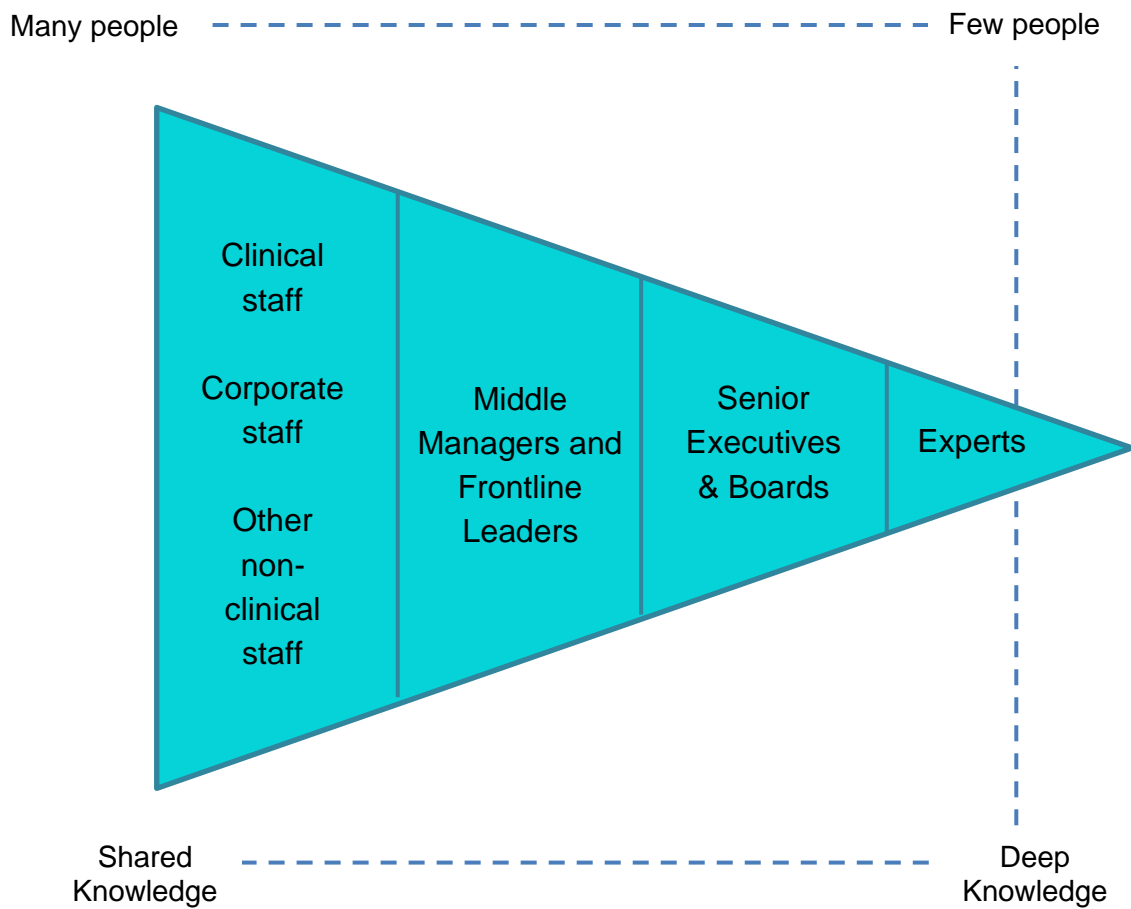 Many people
Few people
Clinical
staff
Corporate
staff
Other
non-
clinical
staff
Middle
Managers and
Frontline
Leaders
Senior
Executives
& Boards
Experts
Shared
Knowledge
Deep
Knowledge